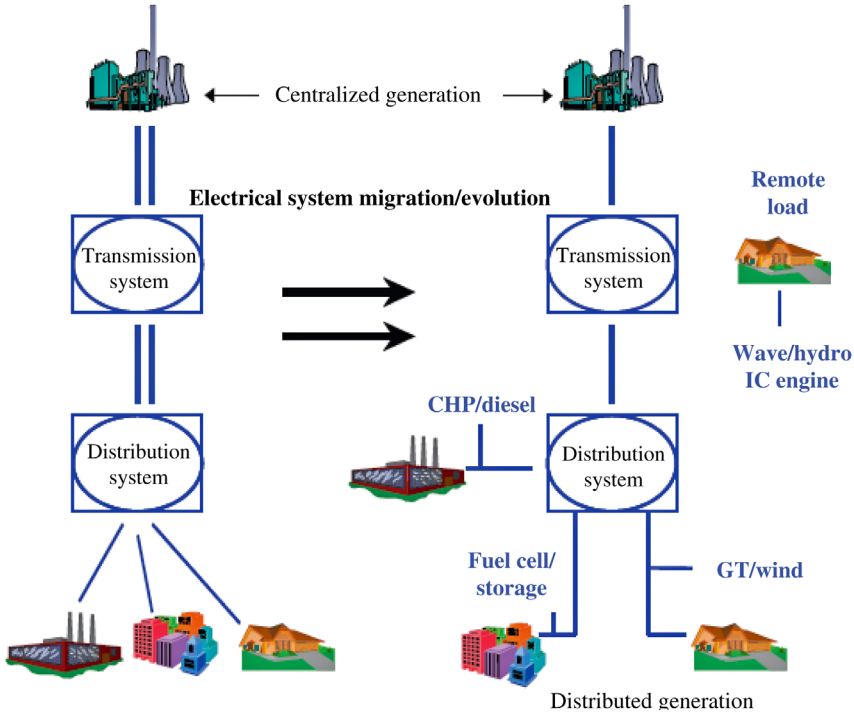 Centralized generation
Electrical system migration/evolution
Remote
load
Transmission
system
Transmission
system
Wave/hydro
IC engine
CHP/diesel
Distribution
system
Distribution
system
Fuel cell/
storage
GT/wind
Distributed generation